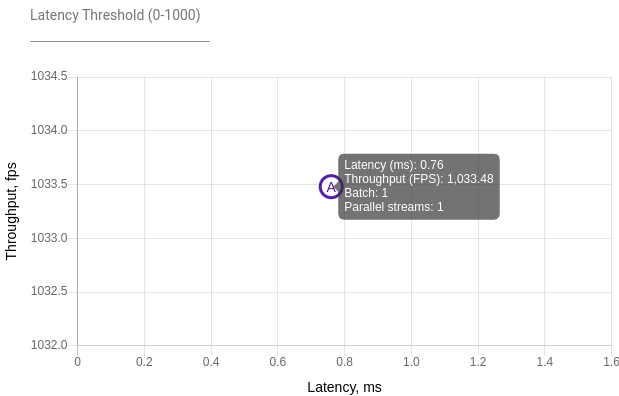 Latency Threshold (0-1000)
1034.5
1034.0
Latency (ms): 0.76
Throughput (FPS): 1,033.48
Batch: 1
Parallel streams: 1
A
1033.5
1033.0
1032.5
1032.0
Throughput, fps
0 0.2 0.4 0.6 0.8 1.0 1.2 1.4 1.6
Latency, ms